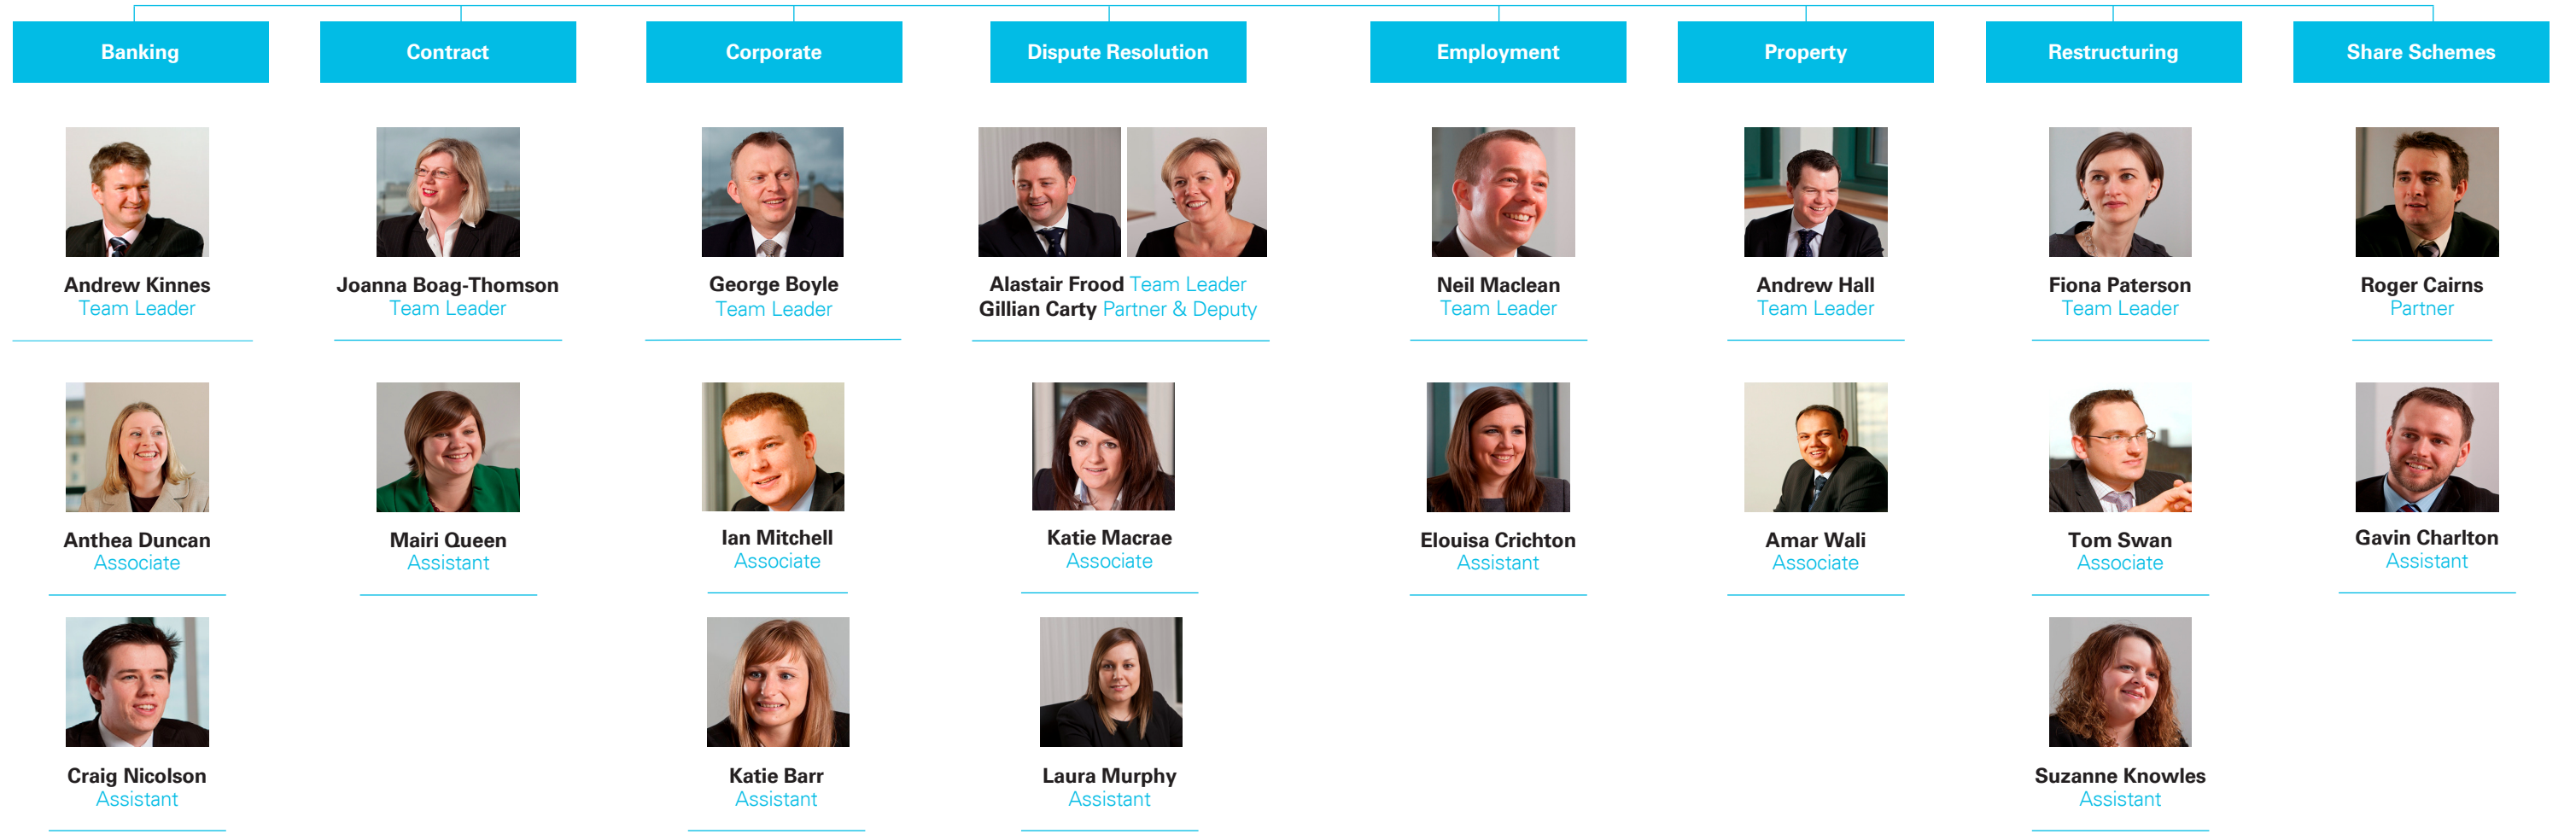 Banking
Contract
Corporate
Dispute Resolution
Employment
Property
Restructuring
Share Schemes
Andrew Kinnes
Team Leader
Joanna Boag-Thomson
Team Leader
George Boyle
Team Leader
Alastair Frood Team Leader
Gillian Carty Partner & Deputy
Neil Maclean
Team Leader
Andrew Hall
Team Leader
Fiona Paterson
Team Leader
Roger Cairns
Partner
Anthea Duncan
Associate
Mairi Queen
Assistant
Ian Mitchell
Associate
Katie Macrae
Associate
Elouisa Crichton
Assistant
Amar Wali
Associate
Tom Swan
Associate
Gavin Charlton
Assistant
Craig Nicolson
Assistant
Katie Barr
Assistant
Laura Murphy
Assistant
Suzanne Knowles
Assistant